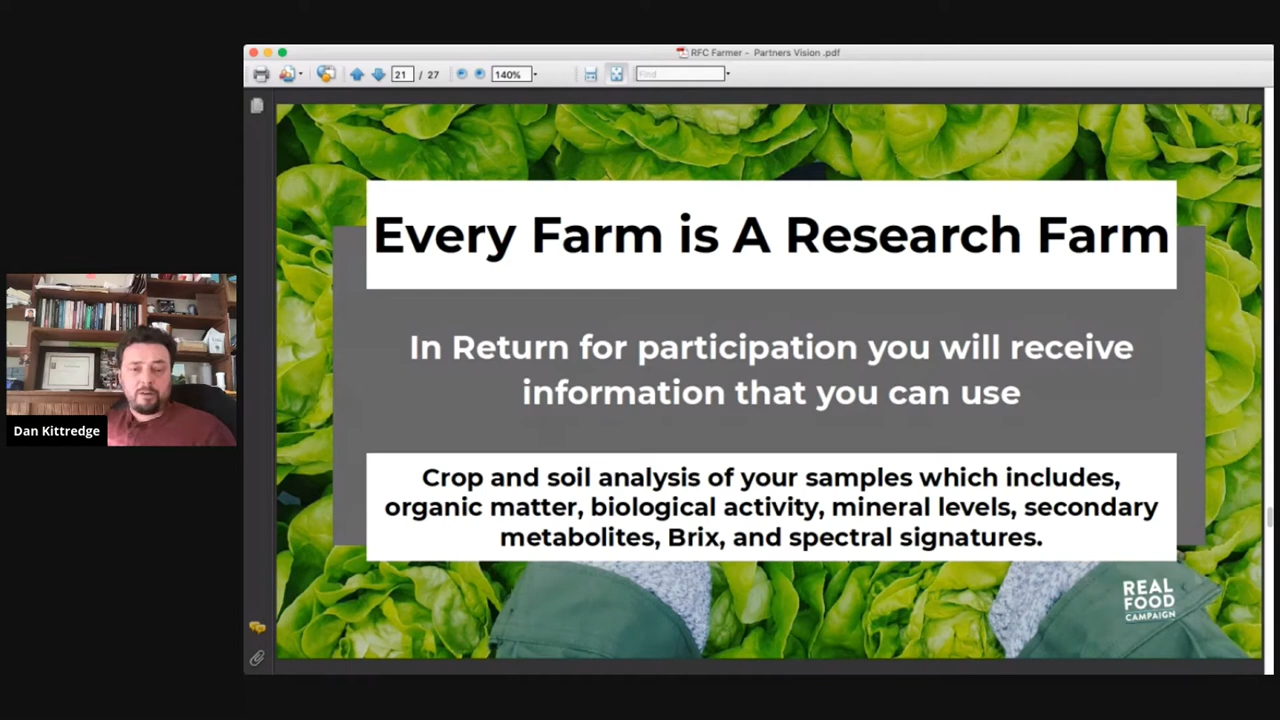 RFC Farmer - Partners Vision .pdf
21 / 27
140%
Find
Every Farm is A Research Farm
In Return for participation you will receive
information that you can use
Crop and soil analysis of your samples which includes,
organic matter, biological activity, mineral levels, secondary
metabolites, Brix, and spectral signatures.
REAL
FOOD
CAMPAIGN
Dan Kittredge